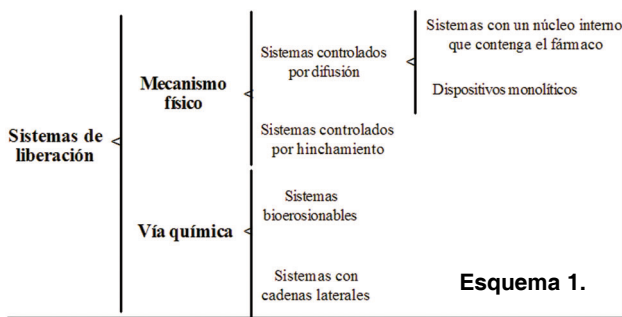 Sistemas de
liberación
Mecanismo
físico
Sistemas controlados
por difusión
Sistemas con un núcleo interno
que contenga el fármaco
Dispositivos monolíticos
Sistemas controlados
por hinchamiento
Vía química
Sistemas
bioerosionables
Sistemas con
cadenas laterales
Esquema 1.